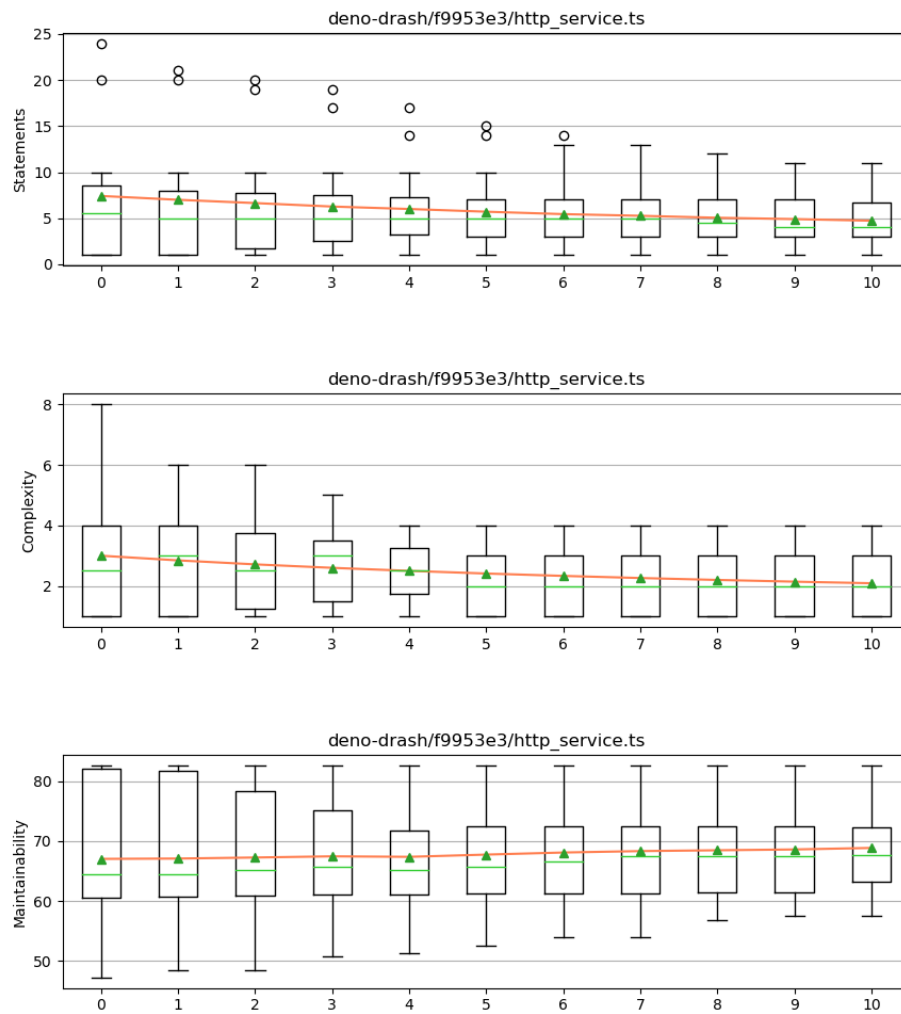 deno-drash/f9953e3/http_service.ts
25
20
15
10
5
0
Statements
0 1 2 3 4 5 6 7 8 9 10
deno-drash/f9953e3/http_service.ts
8
6
4
2
Complexity
0 1 2 3 4 5 6 7 8 9 10
deno-drash/f9953e3/http_service.ts
80
70
60
50
Maintainability
0 1 2 3 4 5 6 7 8 9 10